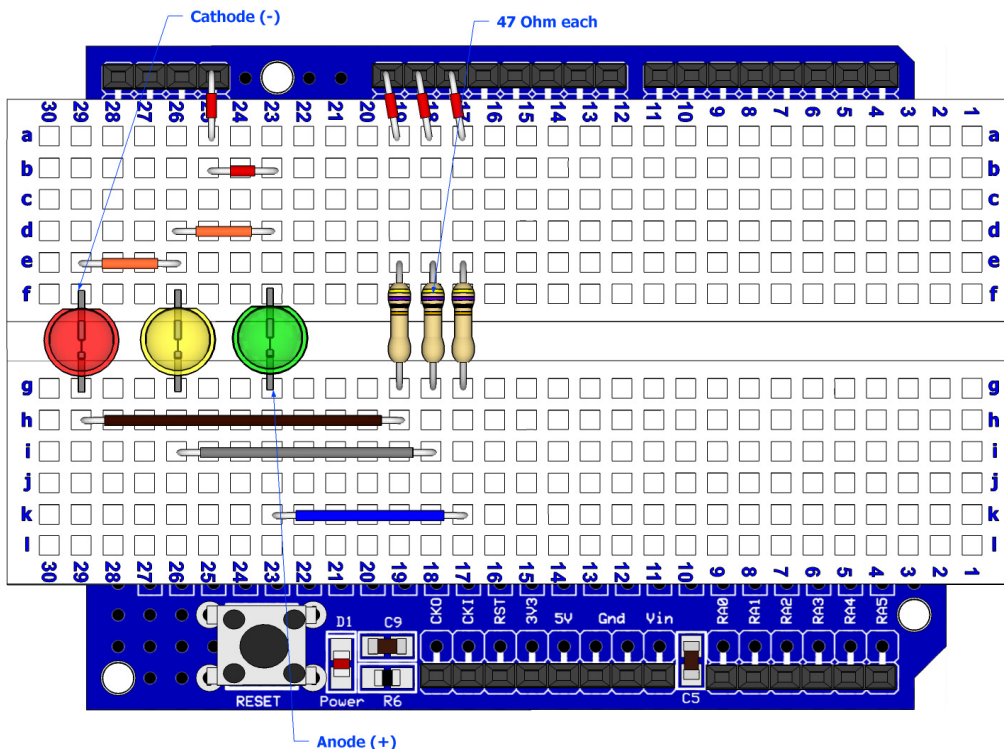 Cathode (-)
47 Ohm each
30 29 28 27 26 25 24 23 22 21 20 19 18 17 16 15 14 13 12 11 10 9 8 7 6 5 4 3 2 1
a a
b b
c c
d d
e e
f f
g g
h h
i i
j j
k k
l l
30 29 28 27 26 25 24 23 22 21 20 19 18 17 16 15 14 13 12 11 10 9 8 7 6 5 4 3 2 1
CKO CKI RST 3V3 5V Gnd Vin RA0 RA1 RA2 RA3 RA4 RA5
D1 C9
RESET Power R6 C5
Anode (+)